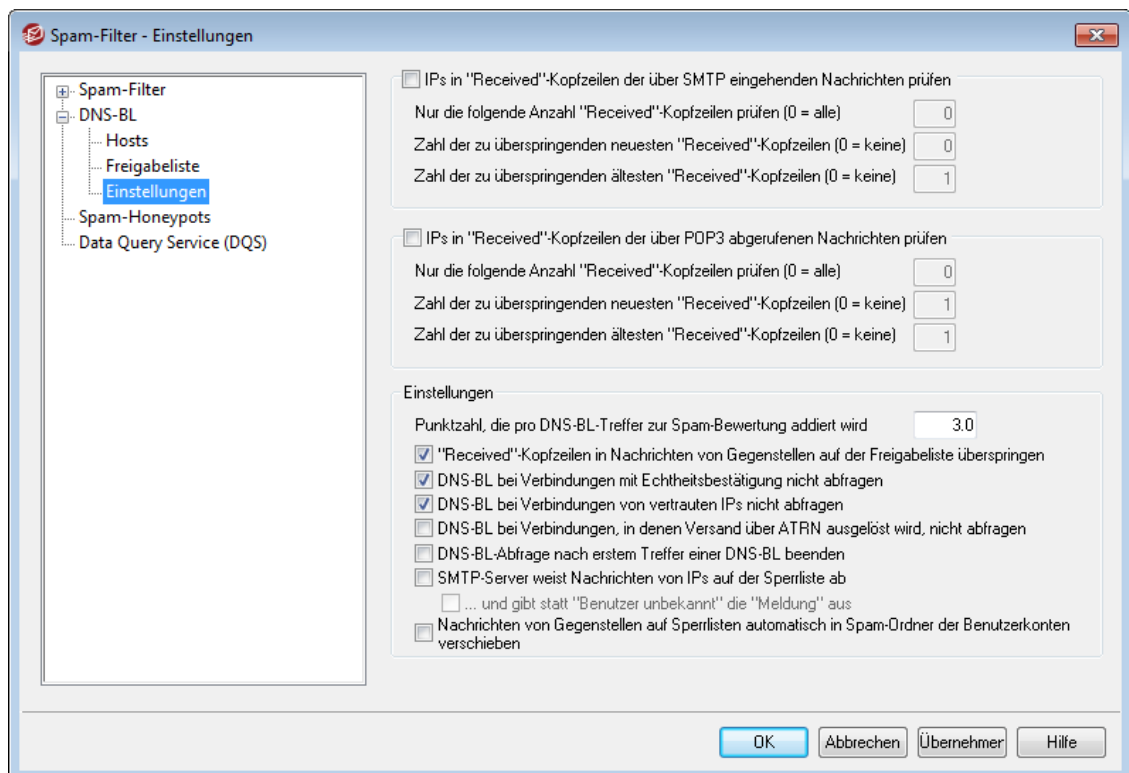 Spam-Filter - Einstellungen
Spam-Filter
DNS-BL
Hosts
Freigabeliste
Einstellungen
Spam-Honeypots
Data Query Service (DQS)
IPs in "Received"-Kopfzeilen der über SMTP eingehenden Nachrichten prüfen
Nur die folgende Anzahl "Received"-Kopfzeilen prüfen (0 = alle) 0
Zahl der zu überspringenden neuesten "Received"-Kopfzeilen (0 = keine) 0
Zahl der zu überspringenden ältesten "Received"-Kopfzeilen (0 = keine) 1
IPs in "Received"-Kopfzeilen der über POP3 abgerufenen Nachrichten prüfen
Nur die folgende Anzahl "Received"-Kopfzeilen prüfen (0 = alle) 0
Zahl der zu überspringenden neuesten "Received"-Kopfzeilen (0 = keine) 1
Zahl der zu überspringenden ältesten "Received"-Kopfzeilen (0 = keine) 1
Einstellungen
Punktzahl, die pro DNS-BL-Treffer zur Spam-Bewertung addiert wird 3.0
"Received"-Kopfzeilen in Nachrichten von Gegenstellen auf der Freigabeliste überspringen
DNS-BL bei Verbindungen mit Echtheitsbestätigung nicht abfragen
DNS-BL bei Verbindungen von vertrauten IPs nicht abfragen
DNS-BL bei Verbindungen, in denen Versand über ATRN ausgelöst wird, nicht abfragen
DNS-BL-Abfrage nach erstem Treffer einer DNS-BL beenden
SMTP-Server weist Nachrichten von IPs auf der Sperrliste ab
... und gibt statt "Benutzer unbekannt" die "Meldung" aus
Nachrichten von Gegenstellen auf Sperrlisten automatisch in Spam-Ordner der Benutzerkonten
verschieben
OK Abbrechen Übernehmer Hilfe